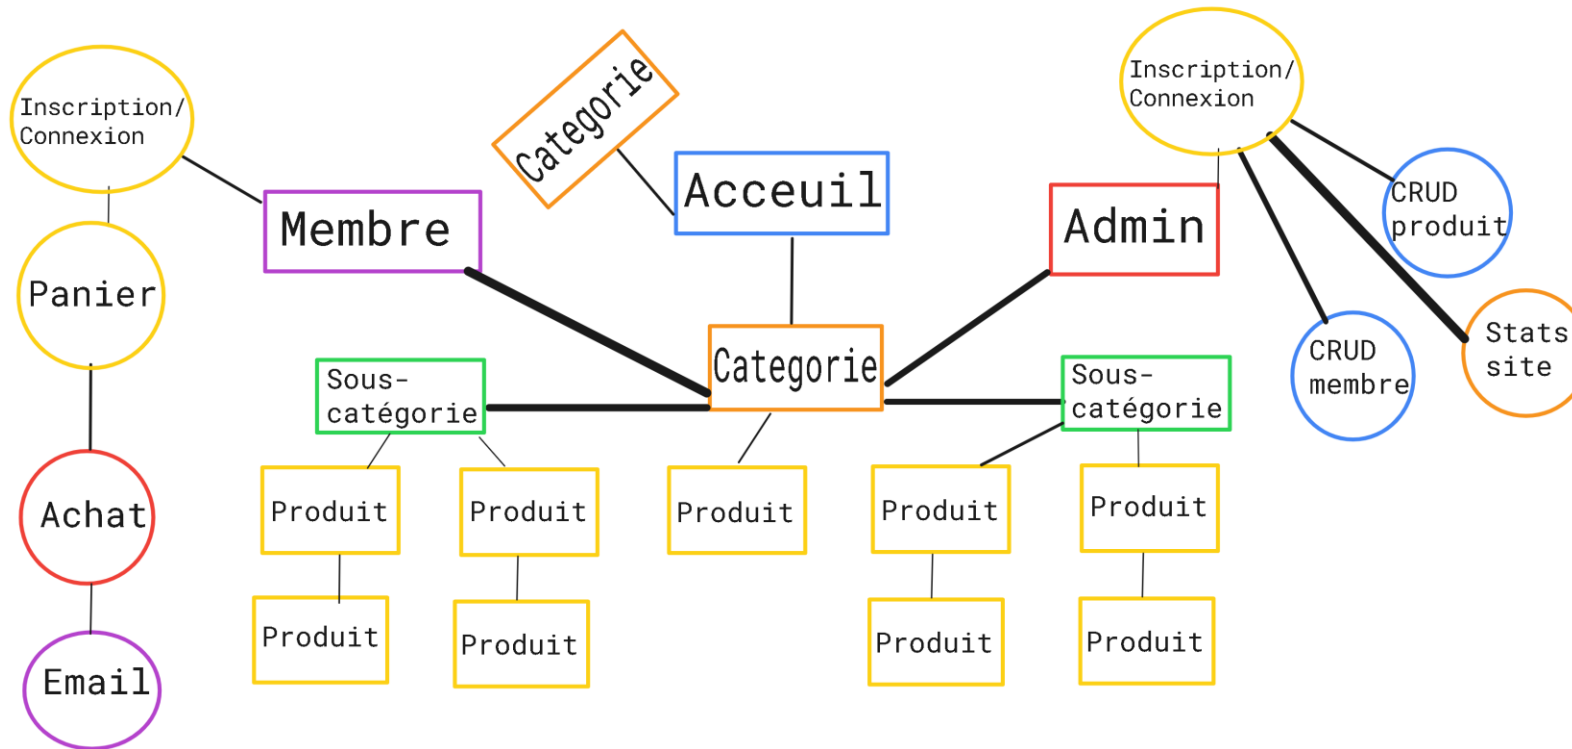 Inscription/
Connexion
Categorie
Inscription/
Connexion
Acceuil
Membre
Admin
CRUD
produit
Panier
Categorie
CRUD
membre
Stats
site
Sous-
catégorie
Sous-
catégorie
Achat
Produit
Produit
Produit
Produit
Produit
Produit
Produit
Produit
Produit
Email